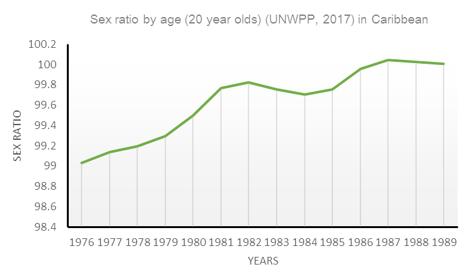 Sex ratio by age (20 year olds) (UNWPP, 2017) in Caribbean
100.2
100
99.8
99.6
99.4
99.2
99
98.8
98.6
98.4
SEX RATIO
1976 1977 1978 1979 1980 1981 1982 1983 1984 1985 1986 1987 1988 1989
YEARS